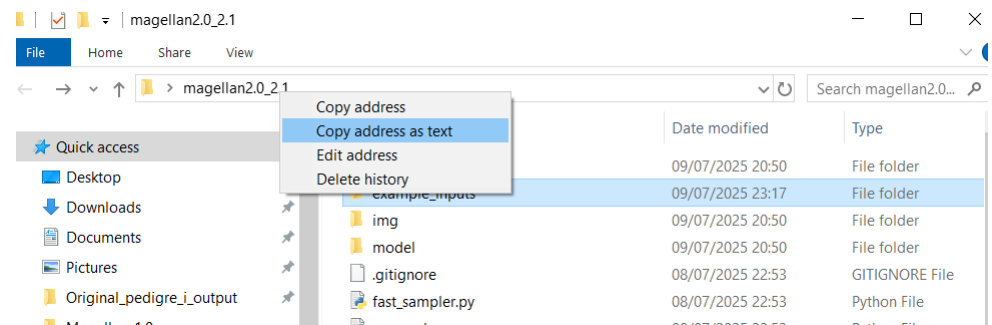 magellan2.0_2.1
File Home Share View
magellan2.0_2.1 Search magellan2.0...
Copy address
Copy address as text
Edit address
Delete history
Date modified Type
Quick access
Desktop
Downloads
Documents
Pictures
Original_pedigre_i_output
09/07/2025 20:50 File folder
example_inputs 09/07/2025 23:17 File folder
img 09/07/2025 20:50 File folder
model 09/07/2025 20:50 File folder
.gitignore 08/07/2025 22:53 GITIGNORE File
fast_sampler.py 08/07/2025 22:53 Python File